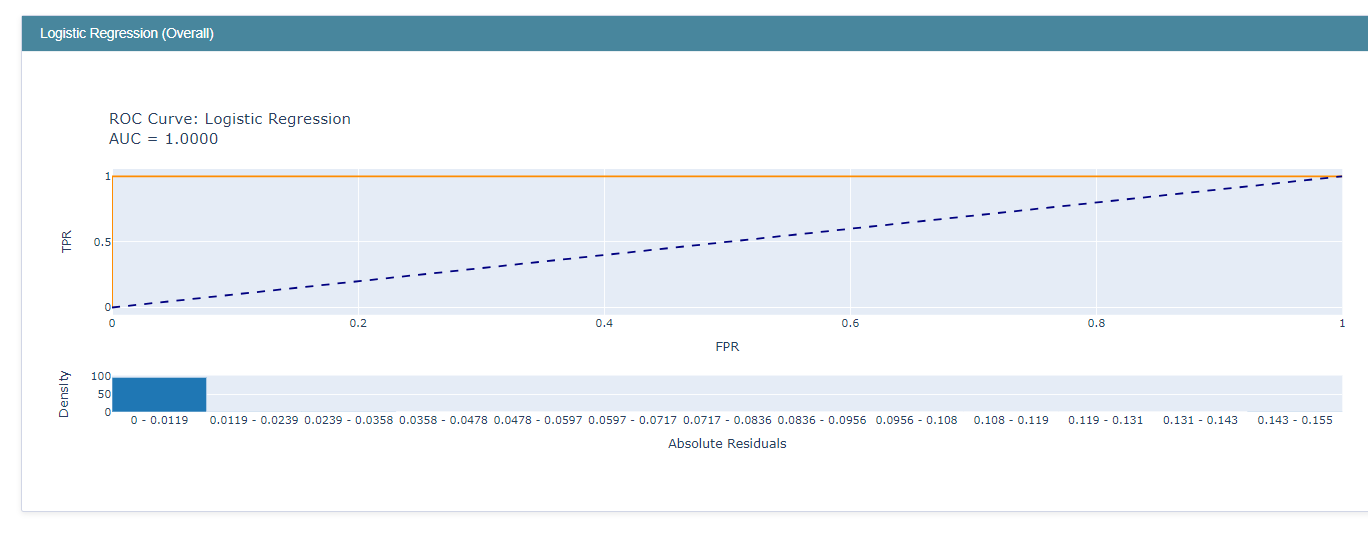 Logistic Regression (Overall)
ROC Curve: Logistic Regression
AUC = 1.0000
1
0.5
0
TPR
0 0.2 0.4 0.6 0.8 1
FPR
100
50
0
Density
0 - 0.0119 0.0119 - 0.0239 0.0239 - 0.0358 0.0358 - 0.0478 0.0478 - 0.0597 0.0597 - 0.0717 0.0717 - 0.0836 0.0836 - 0.0956 0.0956 - 0.108 0.108 - 0.119 0.119 - 0.131 0.131 - 0.143 0.143 - 0.155
Absolute Residuals